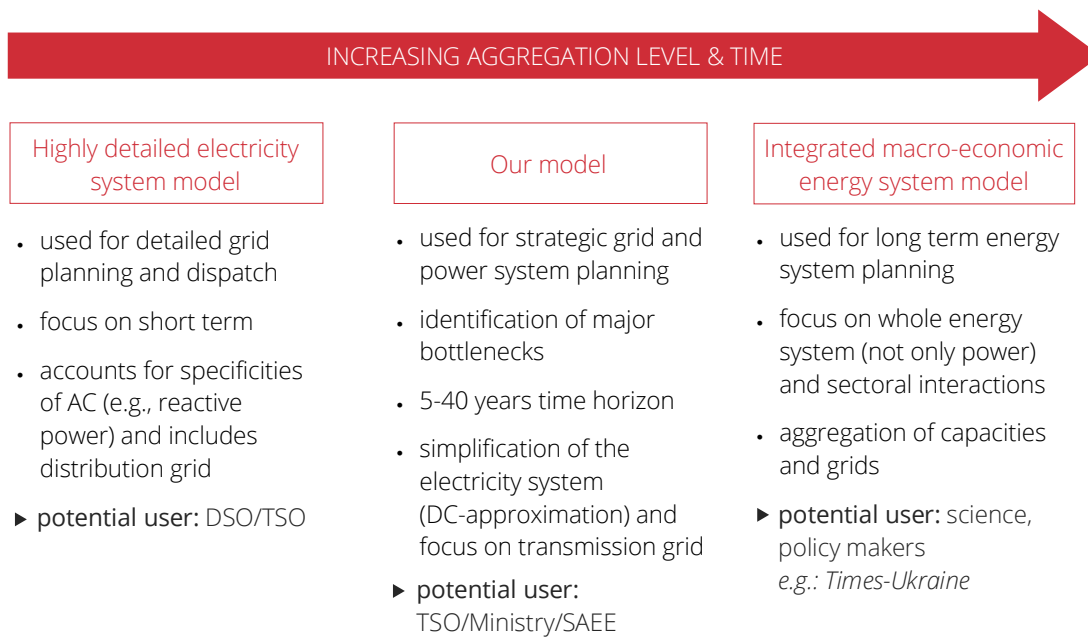 INCREASING AGGREGATION LEVEL & TIME
Highly detailed electricity
system model
• used for detailed grid
planning and dispatch
• focus on short term
• accounts for specificities
of AC (e.g., reactive
power) and includes
distribution grid
▶ potential user: DSO/TSO
Our model
• used for strategic grid and
power system planning
• identification of major
bottlenecks
• 5-40 years time horizon
• simplification of the
electricity system
(DC-approximation) and
focus on transmission grid
▶ potential user:
TSO/Ministry/SAEE
Integrated macro-economic
energy system model
• used for long term energy
system planning
• focus on whole energy
system (not only power)
and sectoral interactions
• aggregation of capacities
and grids
▶ potential user: science,
policy makers
e.g.: Times-Ukraine